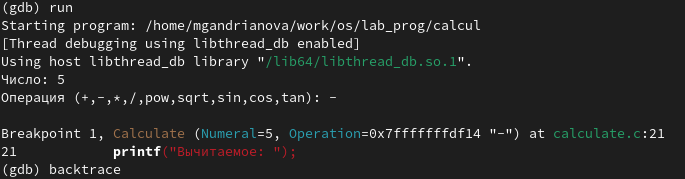 (gdb) run
Starting program: /home/mgandrianova/work/os/lab_prog/calcul
[Thread debugging using libthread_db enabled]
Using host libthread_db library "/lib64/libthread_db.so.1".
Число: 5
Операция (+,-,*,/,pow,sqrt,sin,cos,tan): -

Breakpoint 1, Calculate (Numeral=5, Operation=0x7fffffffdf14 "-") at calculate.c:21
21          printf("Вычитаемое: ");
(gdb) backtrace